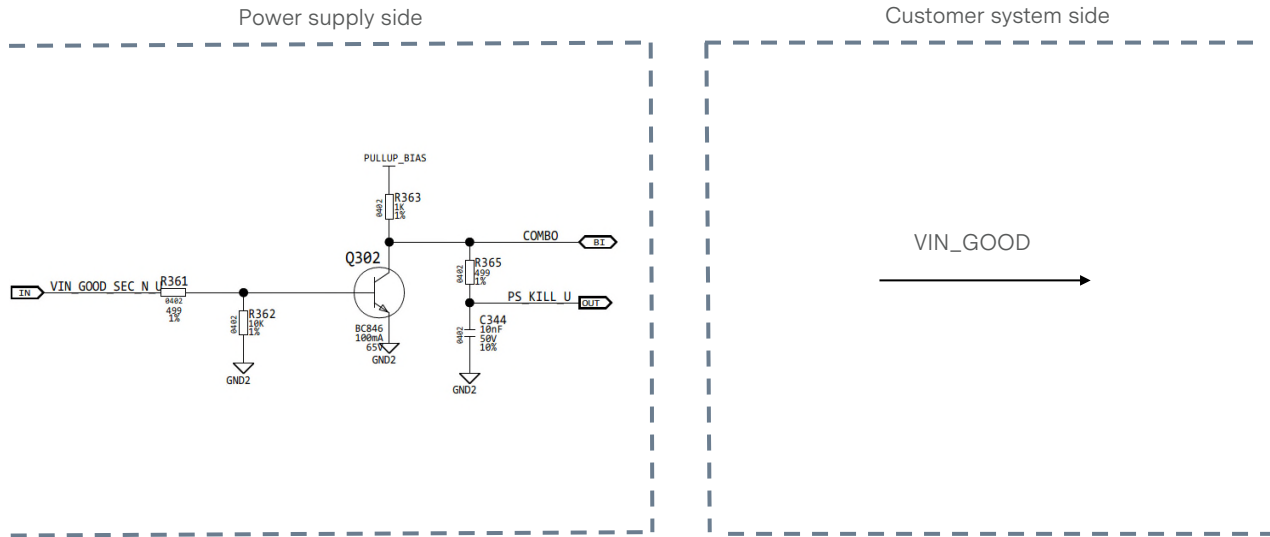 Power supply side
Customer system side
PULLUP_BIAS
0402
R363
1K
1%
COMBO
BI
Q302
VIN_GOOD
0402
R365
499
1%
IN
VIN_GOOD_SEC_N_U
R361
0402
499
1%
PS_KILL_U
OUT
0402
R362
10K
1%
0402
C344
10nF
50V
10%
BC846
100mA
65V
GND2
GND2
GND2